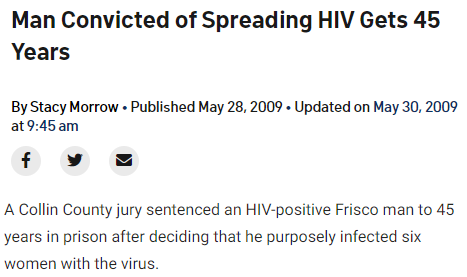 Man Convicted of Spreading HIV Gets 45
Years
By Stacy Morrow • Published May 28, 2009 • Updated on May 30, 2009
at 9:45 am
A Collin County jury sentenced an HIV-positive Frisco man to 45
years in prison after deciding that he purposely infected six
women with the virus.